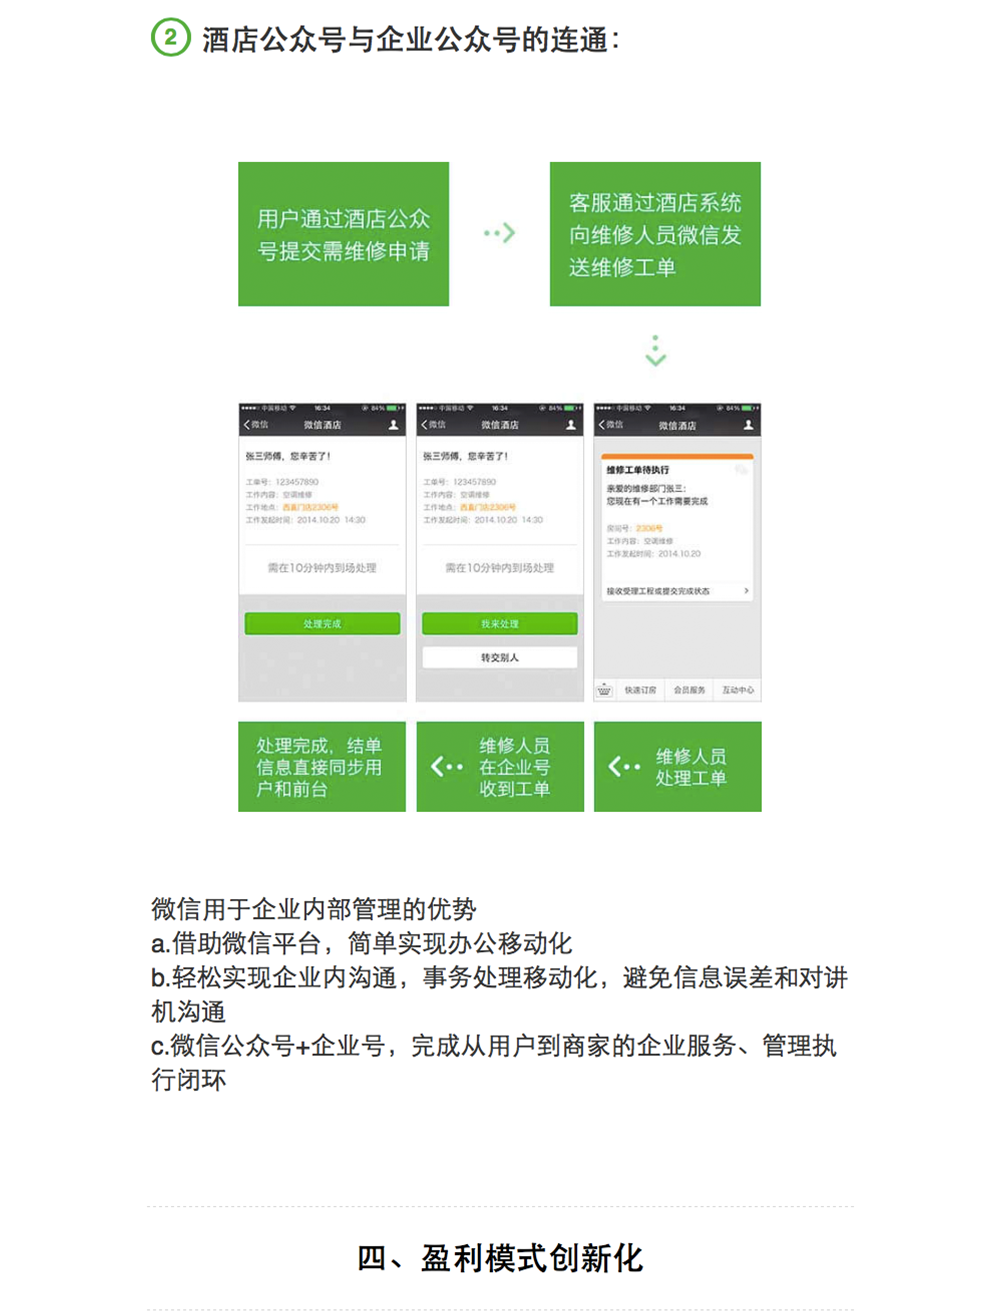 2 酒店公众号与企业公众号的连通：
用户通过酒店公众
号提交需维修申请
客服通过酒店系统
向维修人员微信发
送维修工单
中国移动 16:34 84%
微信 微信酒店
张三师傅，您辛苦了！
工单号：123457890
工作内容：空调维修
工作地点：西直门店2306号
工作发起时间：2014.10.20 14:30
需在10分钟内到场处理
处理完成
中国移动 16:34 84%
微信 微信酒店
张三师傅，您辛苦了！
工单号：123457890
工作内容：空调维修
工作地点：西直门店2306号
工作发起时间：2014.10.20 14:30
需在10分钟内到场处理
我来处理
转交别人
中国移动 16:34 84%
微信 微信酒店
维修工单待执行
亲爱的维修部门张三：
您现在有一个工作需要完成
房间号：2306号
工作内容：空调维修
工作发起时间：2014.10.20
接收受理工程或提交完成状态
快速订房 会员服务 互动中心
处理完成，结单
信息直接同步用
户和前台
维修人员
在企业号
收到工单
维修人员
处理工单
微信用于企业内部管理的优势
a.借助微信平台，简单实现办公移动化
b.轻松实现企业内沟通，事务处理移动化，避免信息误差和对讲
机沟通
c.微信公众号+企业号，完成从用户到商家的企业服务、管理执
行闭环
四、盈利模式创新化